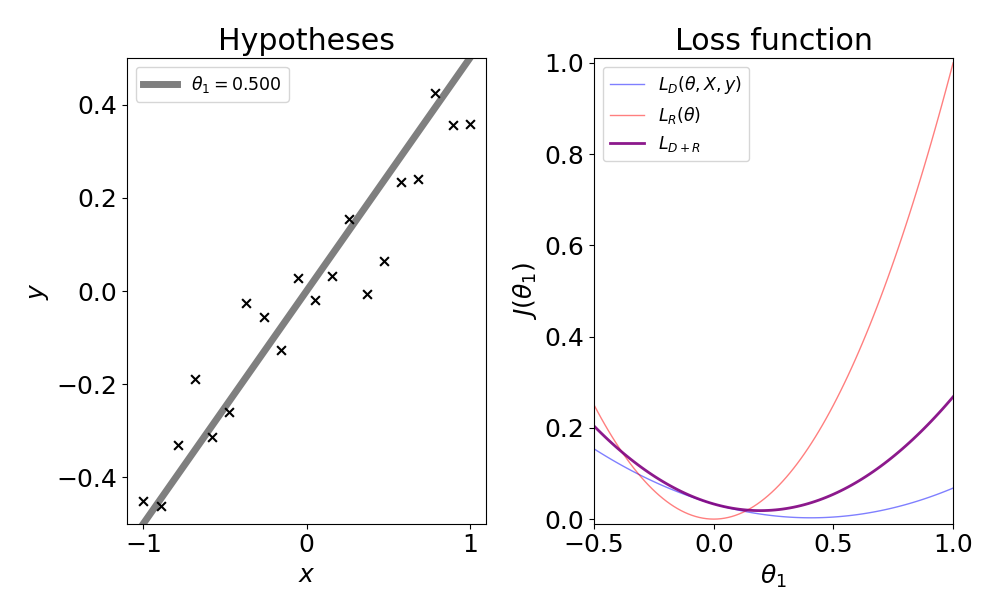 Hypotheses
θ₁ = 0.500
0.4
0.2
0.0
−0.2
−0.4
y
−1
0
1
x
Loss function
L_D(θ, X, y)
L_R(θ)
L_{D+R}
1.0
0.8
0.6
0.4
0.2
0.0
J(θ₁)
−0.5
0.0
0.5
1.0
θ₁